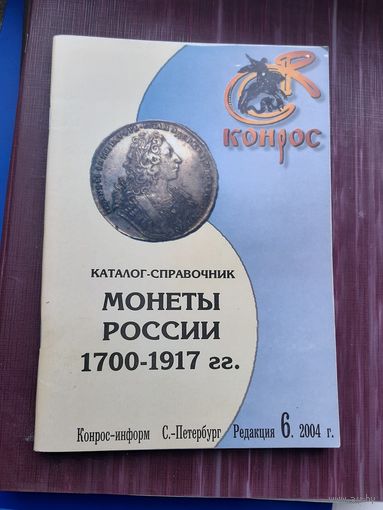 КОНРОС
КАТАЛОГ-СПРАВОЧНИК
МОНЕТЫ
РОССИИ
1700-1917 гг.
Конрос-информ С.-Петербург Редакция 6. 2004 г.